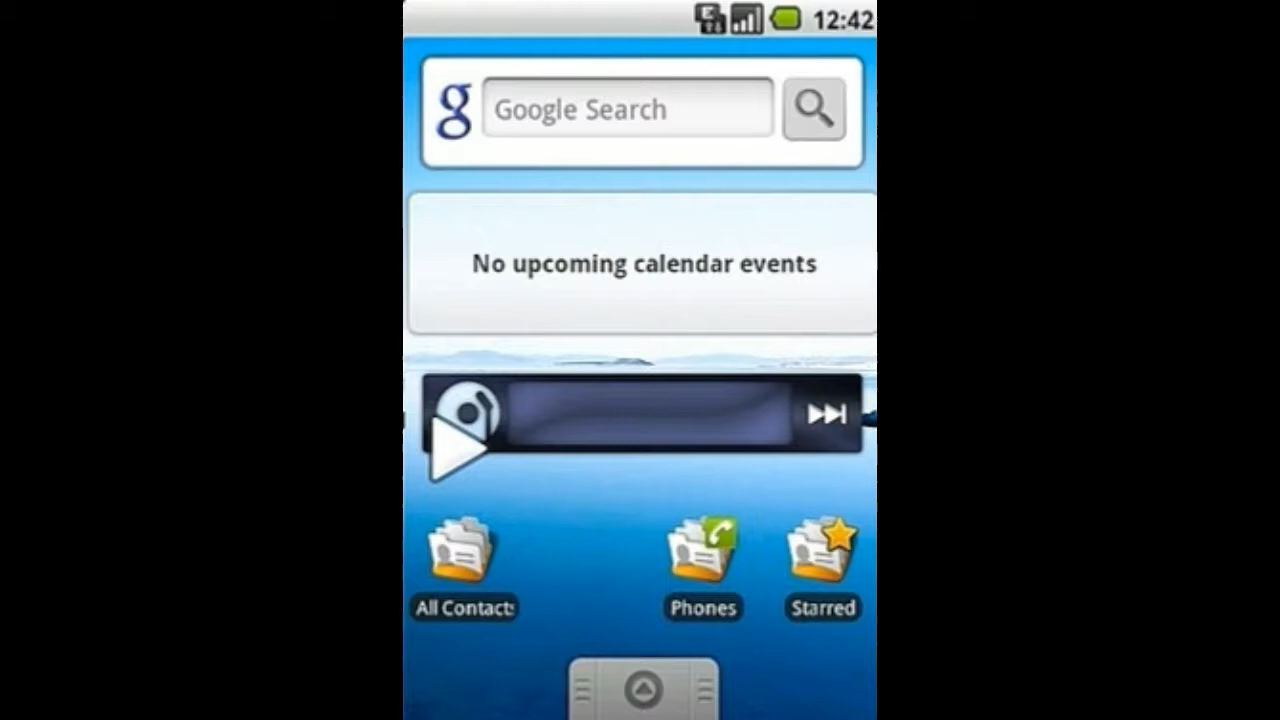 12:42
g Google Search
No upcoming calendar events
All Contacts
Phones
Starred